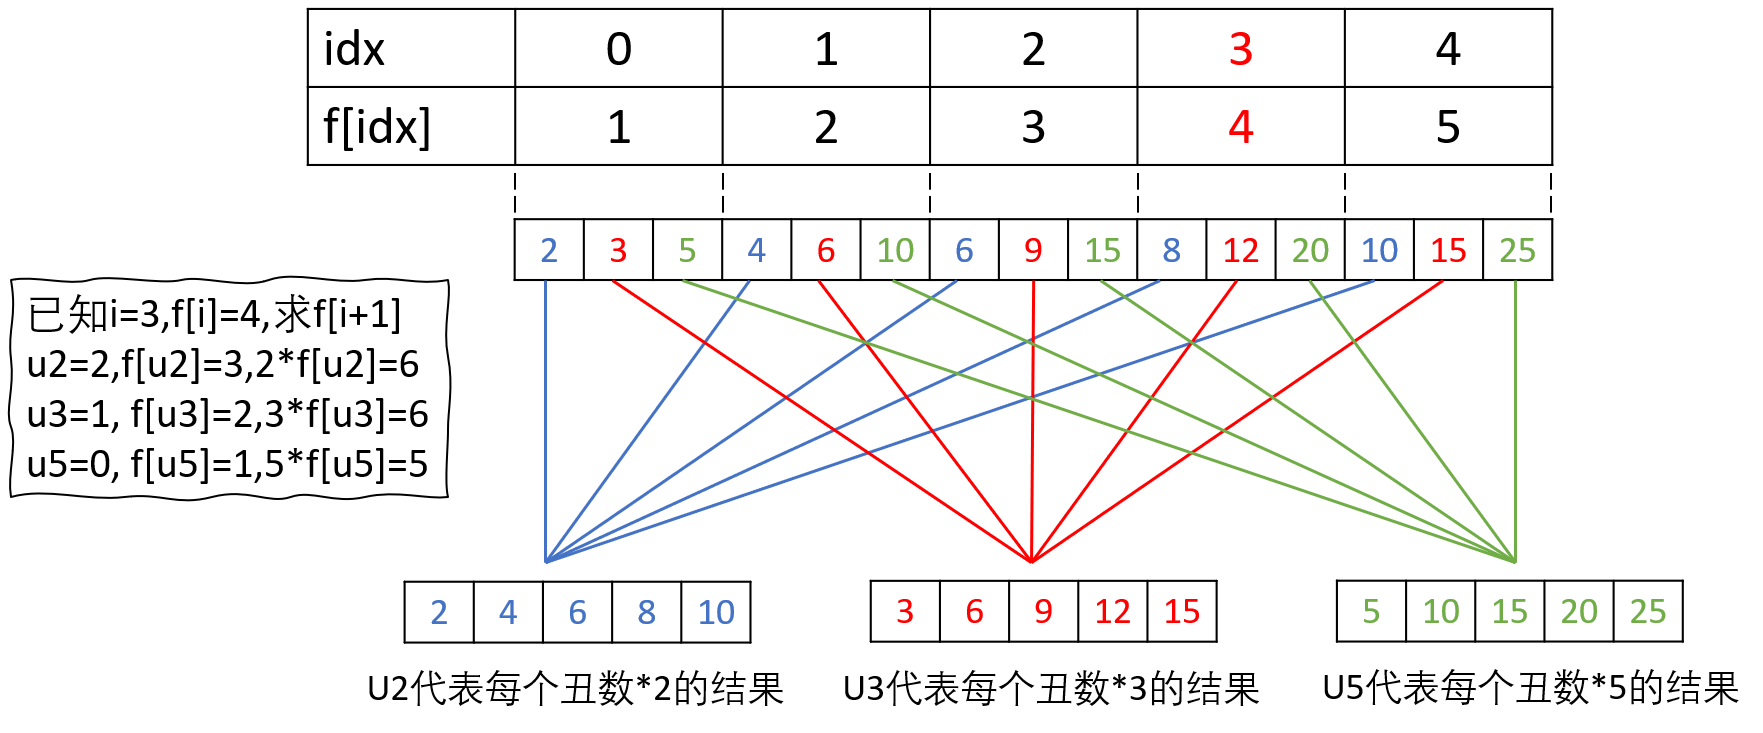 idx 0 1 2 3 4
f[idx] 1 2 3 4 5
2 3 5 4 6 10 6 9 15 8 12 20 10 15 25
已知i=3,f[i]=4,求f[i+1]
u2=2,f[u2]=3,2*f[u2]=6
u3=1, f[u3]=2,3*f[u3]=6
u5=0, f[u5]=1,5*f[u5]=5
2 4 6 8 10
3 6 9 12 15
5 10 15 20 25
U2代表每个丑数*2的结果
U3代表每个丑数*3的结果
U5代表每个丑数*5的结果